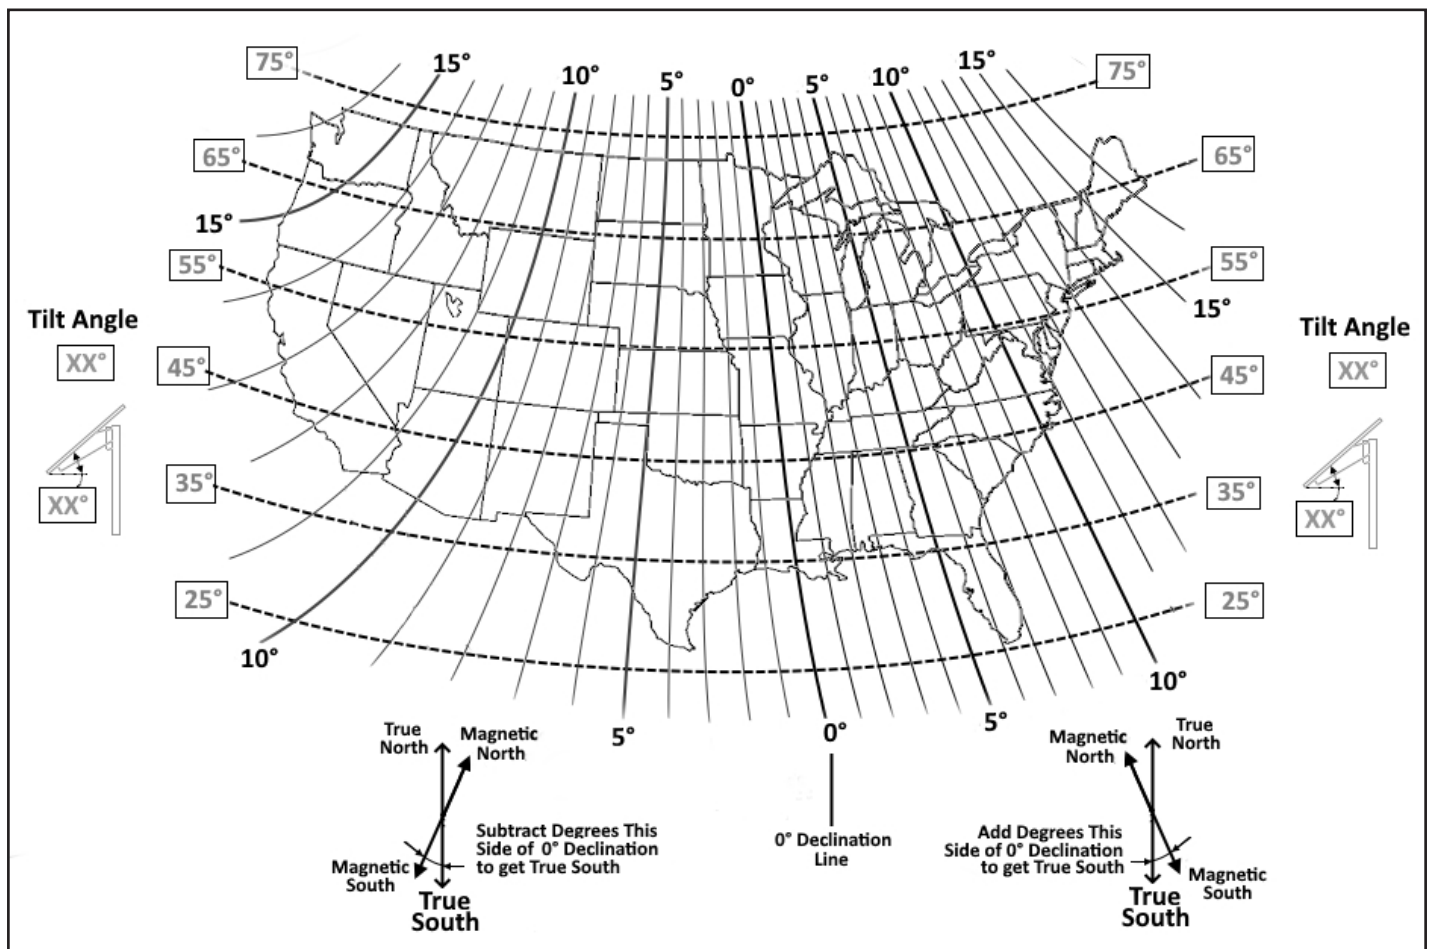 75°
15°
10°
5°
0°
5°
10°
15°
75°
65°
65°
15°
55°
55°
15°
Tilt Angle
XX°
Tilt Angle
XX°
45°
45°
35°
XX°
35°
XX°
25°
25°
10°
5°
0°
5°
10°
True
North
Magnetic
North
Subtract Degrees This
Side of 0° Declination
to get True South
Magnetic
South
True
South
0° Declination
Line
Magnetic
North
True
North
Add Degrees This
Side of 0° Declination
to get True South
Magnetic
South
True
South